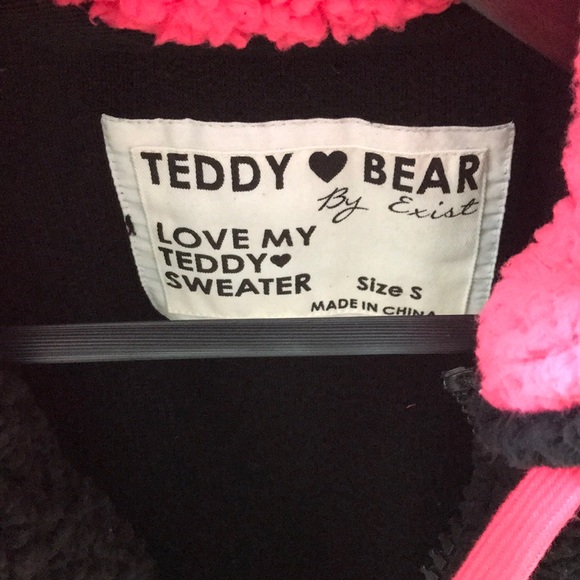 TEDDY ♥ BEAR
By Exist
LOVE MY
TEDDY♥
SWEATER
Size S
MADE IN CHINA